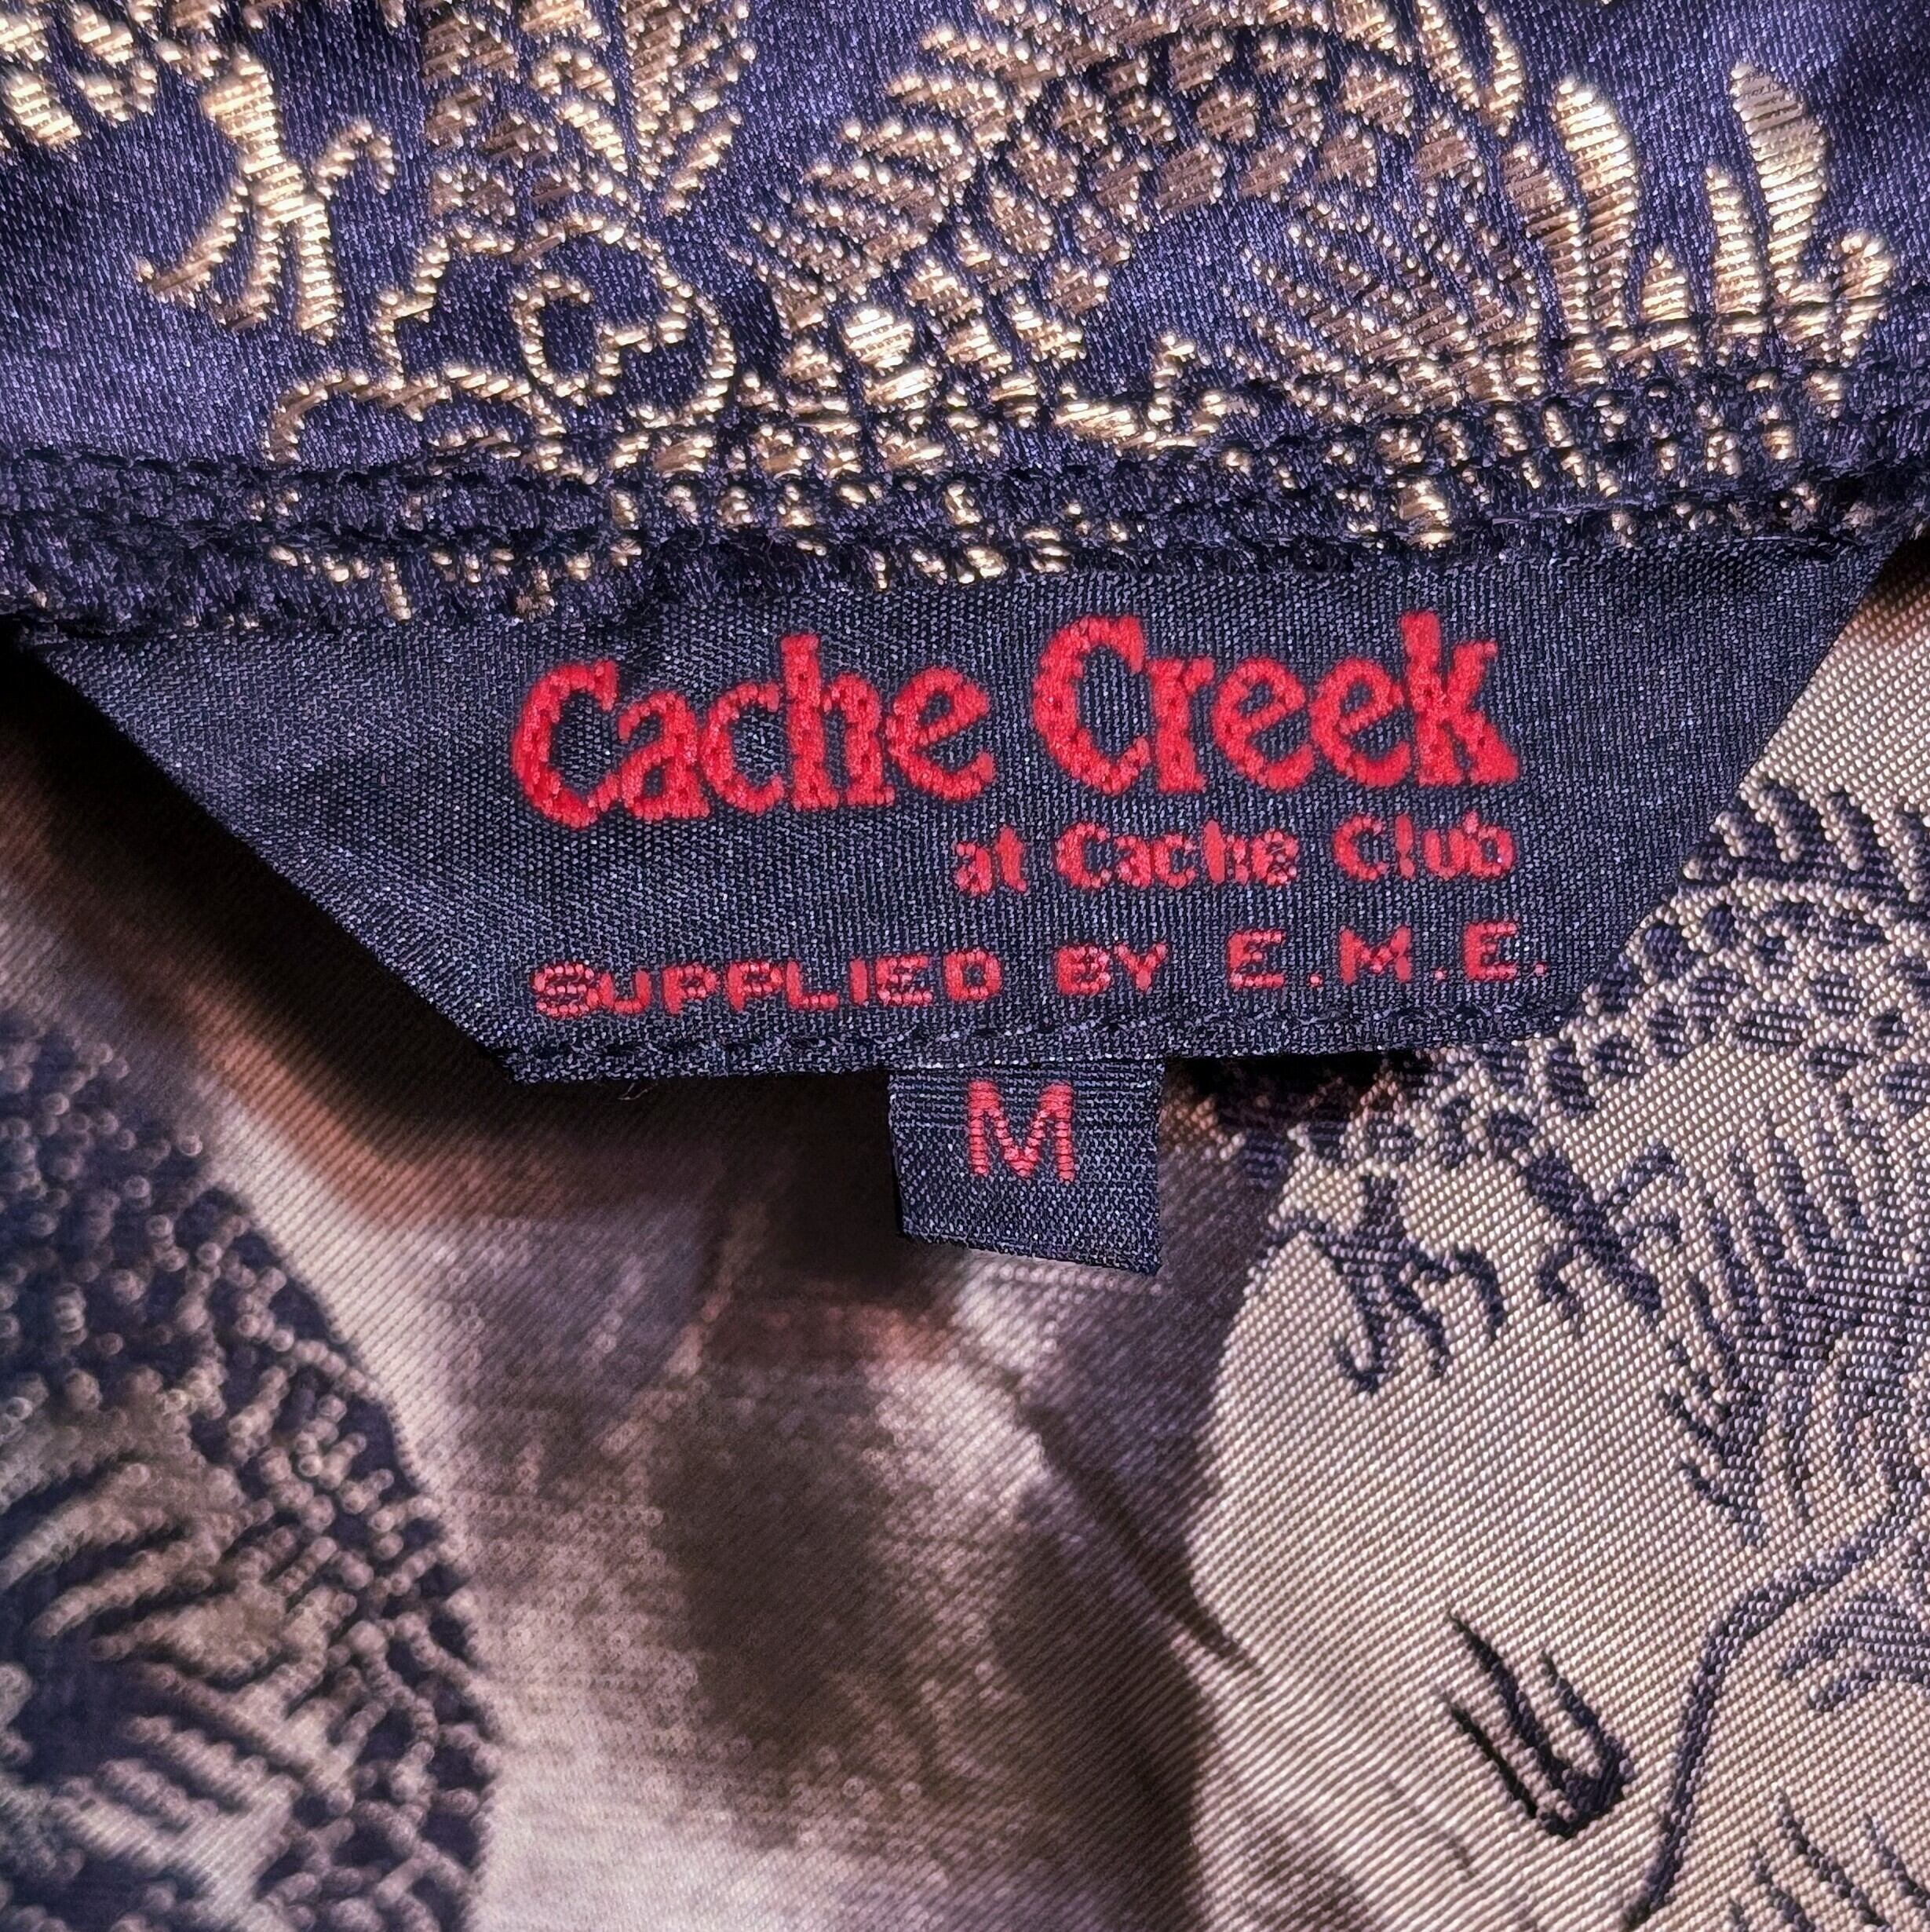 Cache Creek
at Cache Club
SUPPLIED BY E.M.E.
M